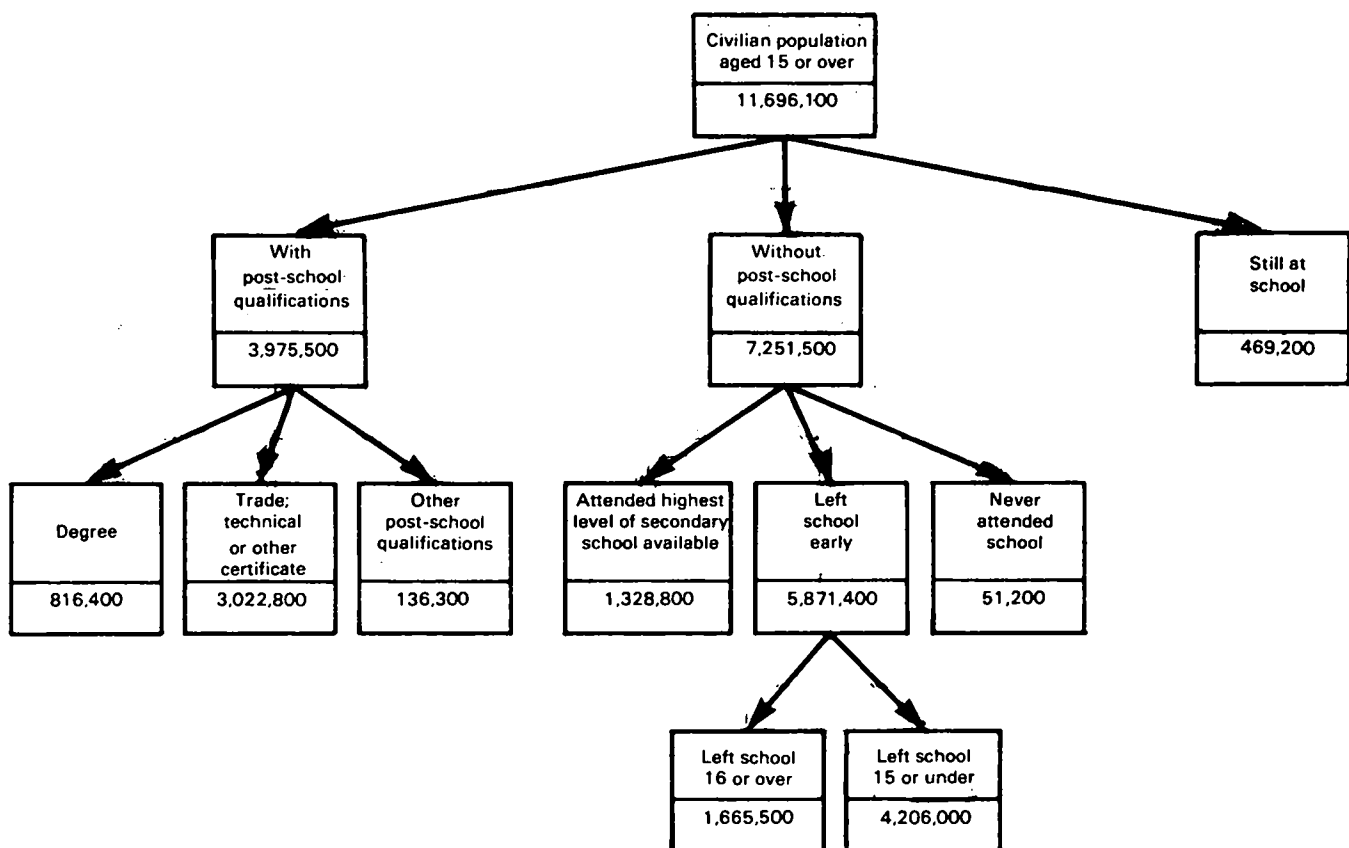 Civilian population
aged 15 or over
11,696,100
With
post-school
qualifications
3,975,500
Without
post-school
qualifications
7,251,500
Still at
school
469,200
Degree
816,400
Trade;
technical
or other
certificate
3,022,800
Other
post-school
qualifications
136,300
Attended highest
level of secondary
school available
1,328,800
Left
school
early
5,871,400
Never
attended
school
51,200
Left school
16 or over
1,665,500
Left school
15 or under
4,206,000